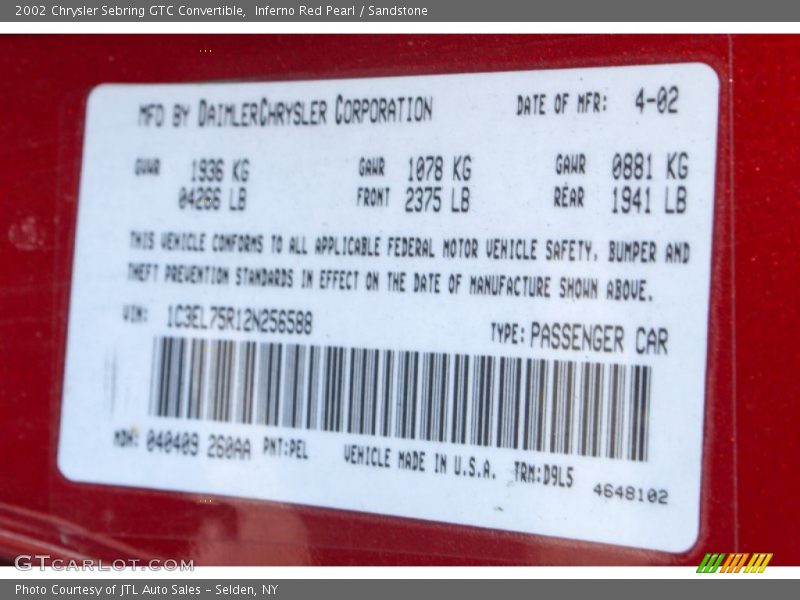 2002 Chrysler Sebring GTC Convertible, Inferno Red Pearl / Sandstone
MFD BY DAIMLERCHRYSLER CORPORATION DATE OF MFR: 4-02
GVWR 1936 KG GAWR 1078 KG GAWR 0881 KG
04266 LB FRONT 2375 LB REAR 1941 LB
THIS VEHICLE CONFORMS TO ALL APPLICABLE FEDERAL MOTOR VEHICLE SAFETY, BUMPER AND
THEFT PREVENTION STANDARDS IN EFFECT ON THE DATE OF MANUFACTURE SHOWN ABOVE.
VIN: 1C3EL75R12N256588 TYPE: PASSENGER CAR
MDH: 040409 260AA PNT:PEL VEHICLE MADE IN U.S.A. TRM:D9L5 4648102
GTCARLOT.COM
Photo Courtesy of JTL Auto Sales - Selden, NY